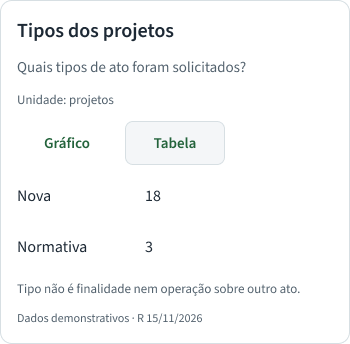 Tipos dos projetos
Quais tipos de ato foram solicitados?
Unidade: projetos
Gráfico Tabela
Nova 18
Normativa 3
Tipo não é finalidade nem operação sobre outro ato.
Dados demonstrativos · R 15/11/2026